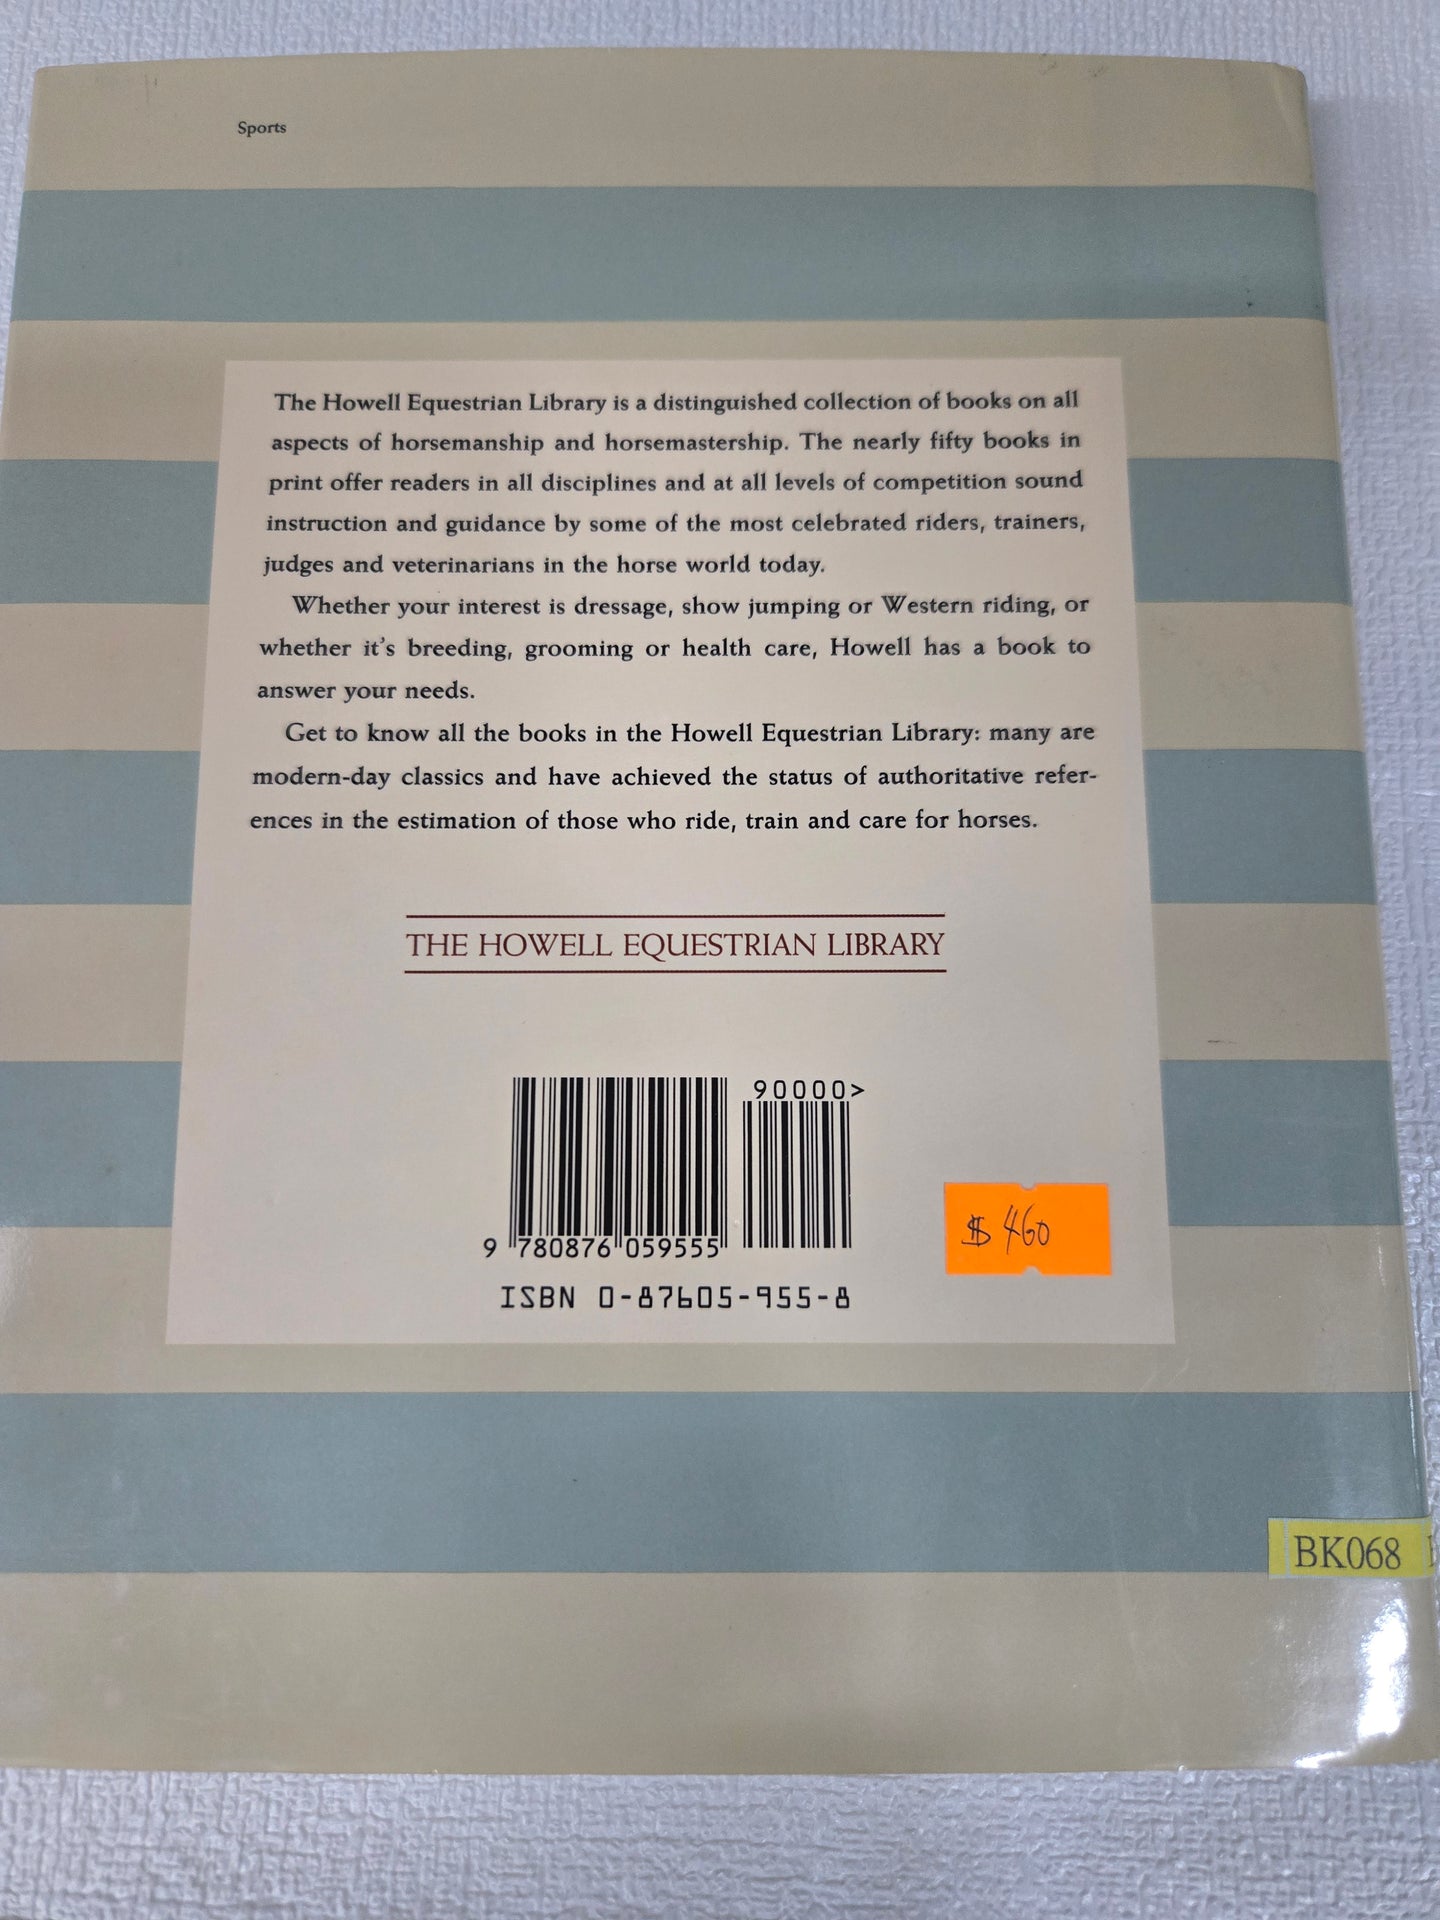 Sports
The Howell Equestrian Library is a distinguished collection of books on all
aspects of horsemanship and horsemastership. The nearly fifty books in
print offer readers in all disciplines and at all levels of competition sound
instruction and guidance by some of the most celebrated riders, trainers,
judges and veterinarians in the horse world today.
Whether your interest is dressage, show jumping or Western riding, or
whether it's breeding, grooming or health care, Howell has a book to
answer your needs.
Get to know all the books in the Howell Equestrian Library: many are
modern-day classics and have achieved the status of authoritative refer-
ences in the estimation of those who ride, train and care for horses.
THE HOWELL EQUESTRIAN LIBRARY
90000>
9 780876 059555
ISBN 0-87605-955-8
$ 460
BK068